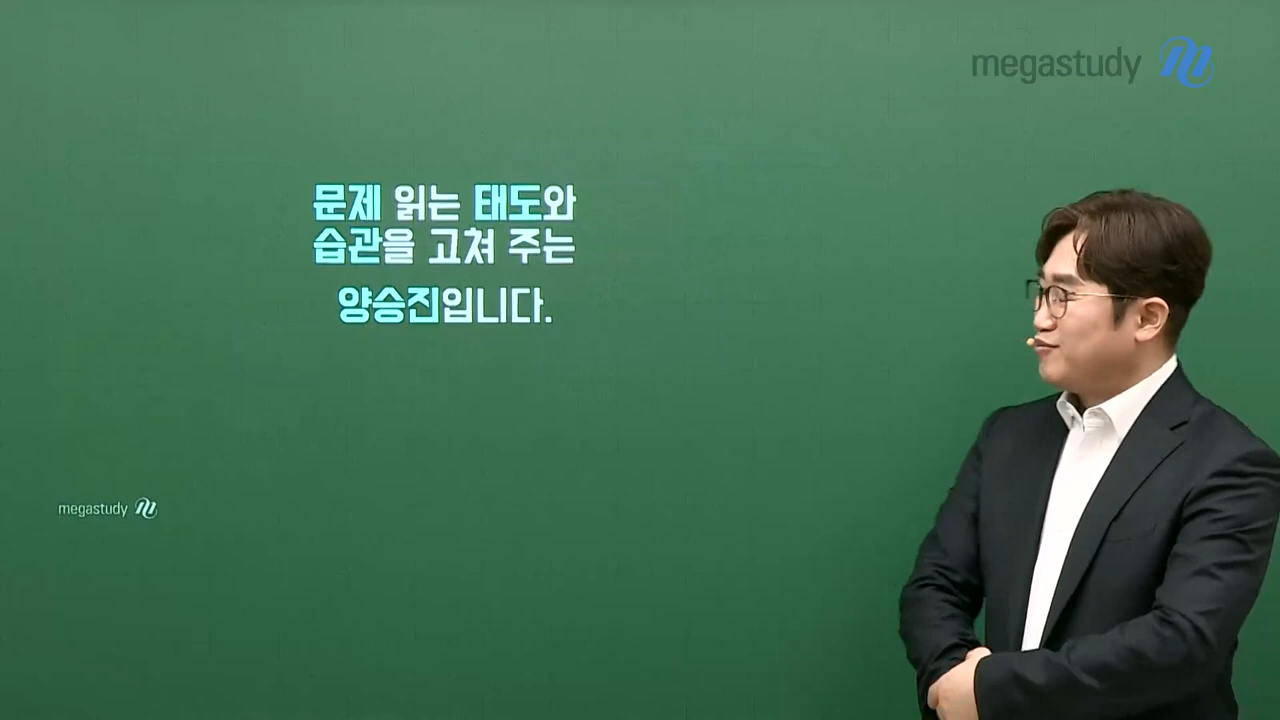 megastudy
문제 읽는 태도와
습관을 고쳐 주는
양승진입니다.
megastudy